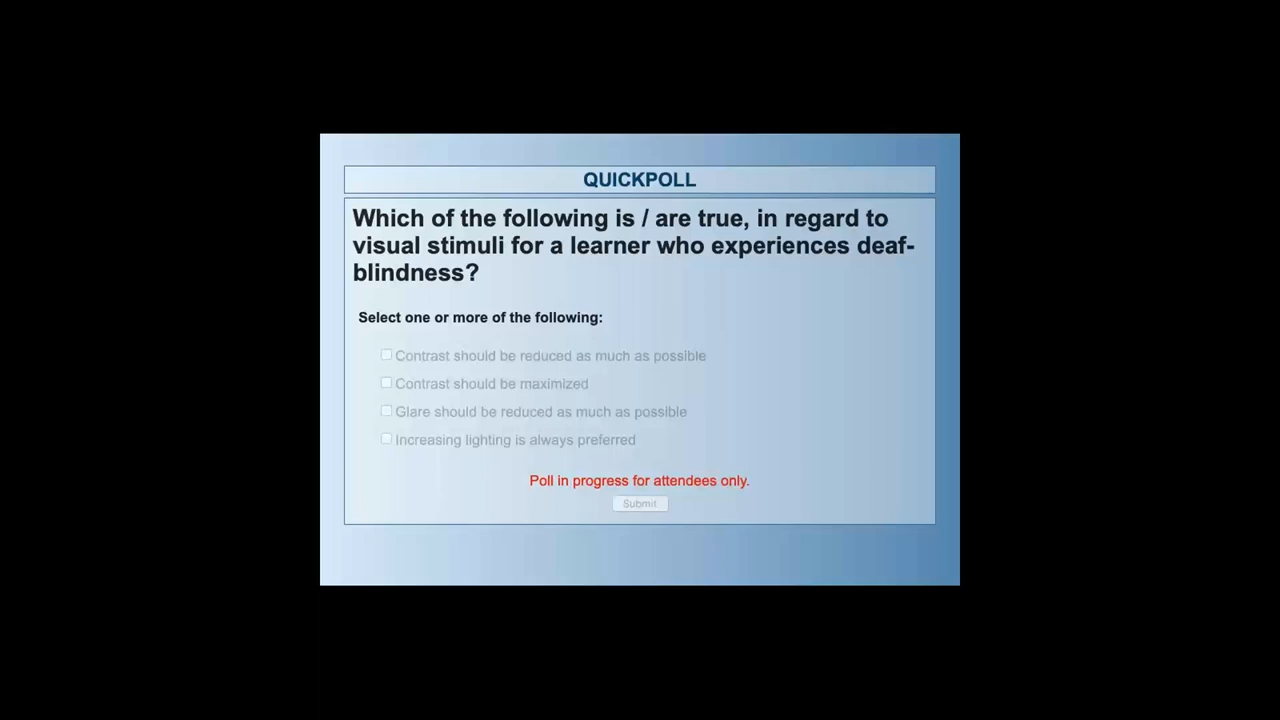 QUICKPOLL
Which of the following is / are true, in regard to
visual stimuli for a learner who experiences deaf-
blindness?
Select one or more of the following:
Contrast should be reduced as much as possible
Contrast should be maximized
Glare should be reduced as much as possible
Increasing lighting is always preferred
Poll in progress for attendees only.
Submit